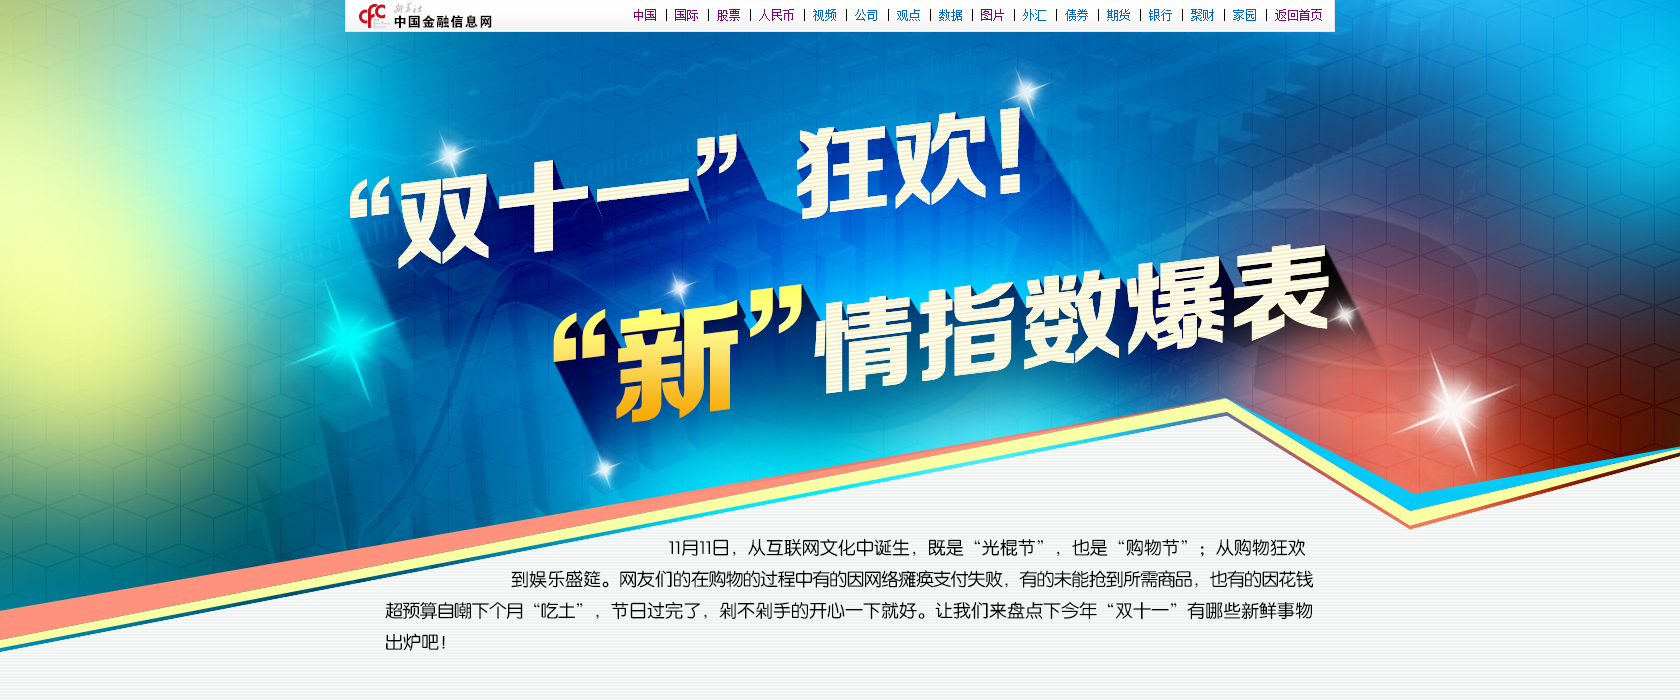 CFC 新华社
中国金融信息网
中国 | 国际 | 股票 | 人民币 | 视频 | 公司 | 观点 | 数据 | 图片 | 外汇 | 债券 | 期货 | 银行 | 聚财 | 家园 | 返回首页
“双十一”狂欢！
“新”情指数爆表
11月11日，从互联网文化中诞生，既是“光棍节”，也是“购物节”；从购物狂欢
到娱乐盛筵。网友们的在购物的过程中有的因网络瘫痪支付失败，有的未能抢到所需商品，也有的因花钱
超预算自嘲下个月“吃土”，节日过完了，剁不剁手的开心一下就好。让我们来盘点下今年“双十一”有哪些新鲜事物
出炉吧！